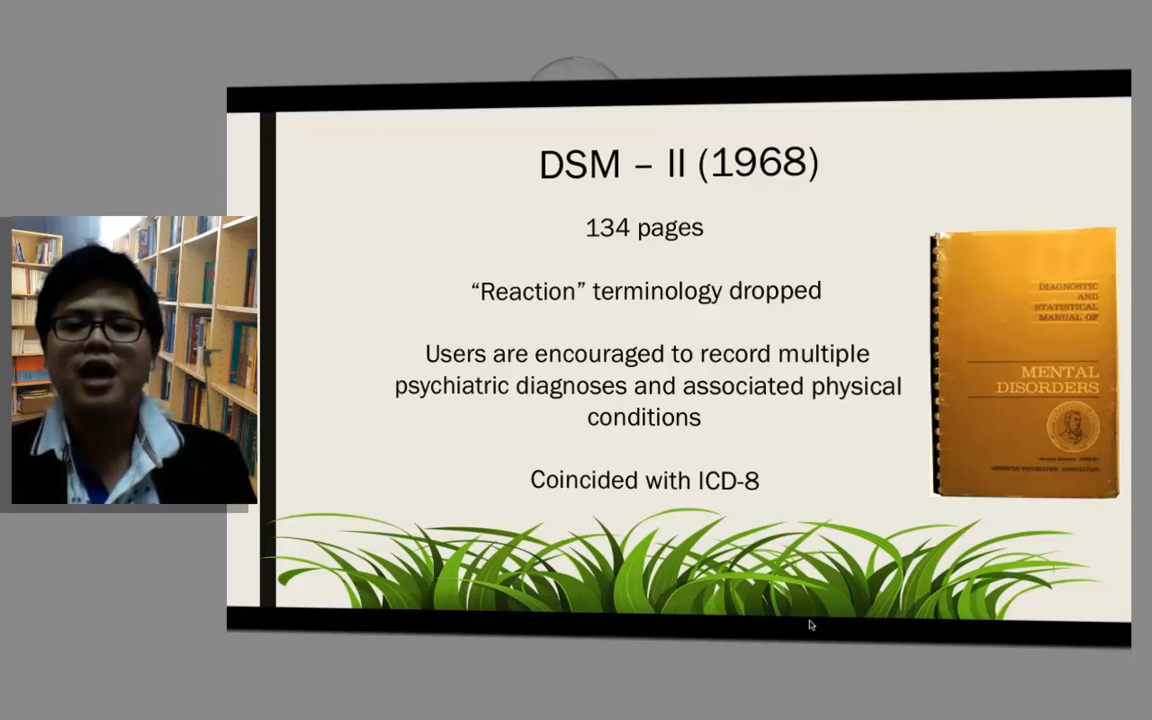 DSM – II (1968)
134 pages
“Reaction” terminology dropped
Users are encouraged to record multiple
psychiatric diagnoses and associated physical
conditions
Coincided with ICD-8
DIAGNOSTIC
AND
STATISTICAL
MANUAL OF
MENTAL
DISORDERS
AMERICAN PSYCHIATRIC ASSOCIATION